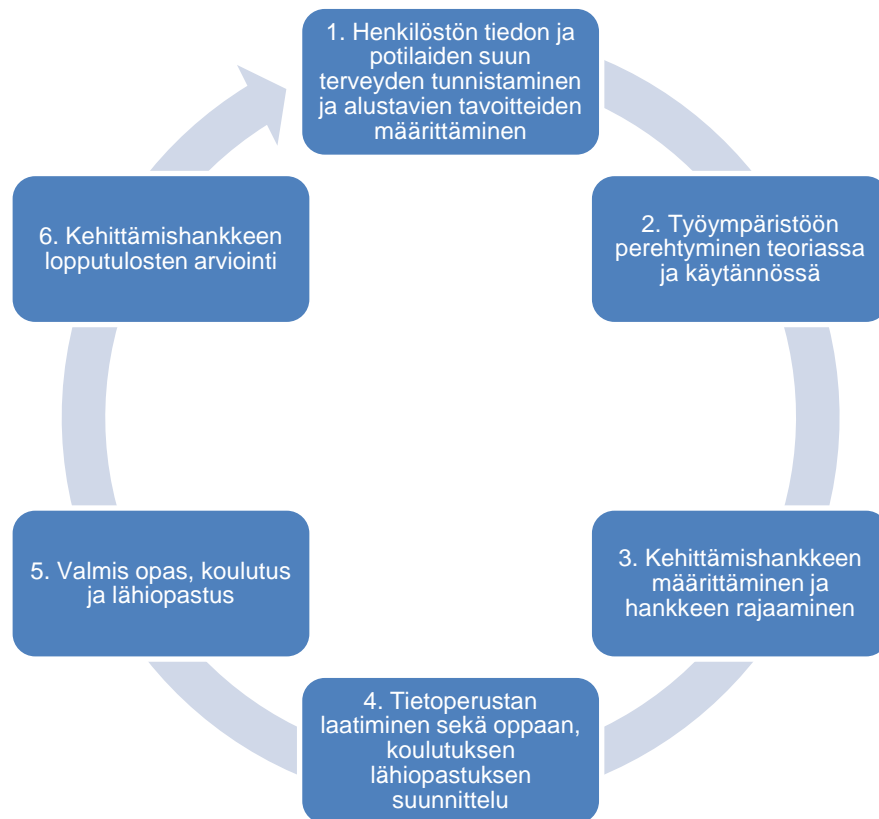 1. Henkilöstön tiedon ja
potilaiden suun
terveyden tunnistaminen
ja alustavien tavoitteiden
määrittäminen
2. Työympäristöön
perehtyminen teoriassa
ja käytännössä
3. Kehittämishankkeen
määrittäminen ja
hankkeen rajaaminen
4. Tietoperustan
laatiminen sekä oppaan,
koulutuksen
lähiopastuksen
suunnittelu
5. Valmis opas, koulutus
ja lähiopastus
6. Kehittämishankkeen
lopputulosten arviointi